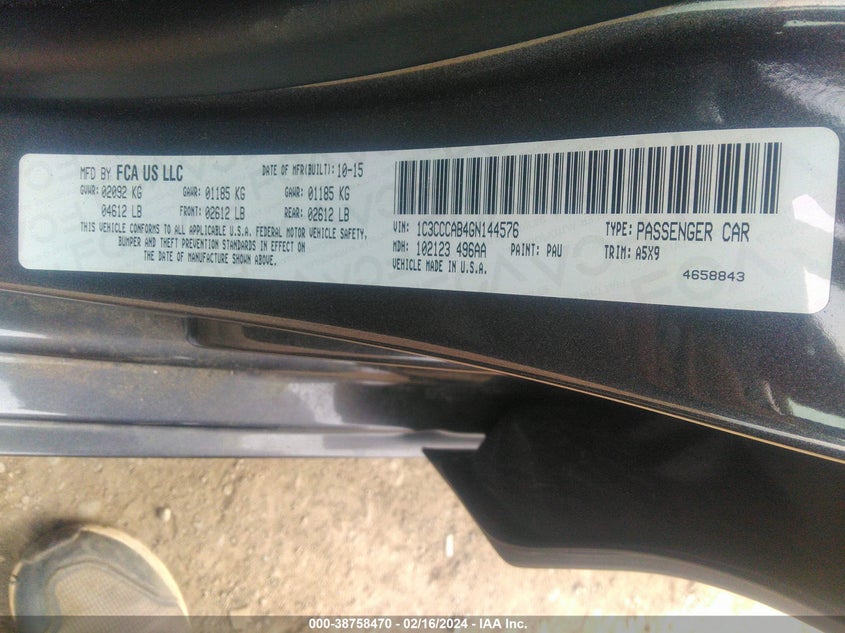 MFD BY FCA US LLC DATE OF MFR(BUILT): 10-15
GVWR: 02092 KG GAWR: 01185 KG GAWR: 01185 KG
04612 LB FRONT: 02612 LB REAR: 02612 LB
THIS VEHICLE CONFORMS TO ALL APPLICABLE U.S.A. FEDERAL MOTOR VEHICLE SAFETY,
BUMPER AND THEFT PREVENTION STANDARDS IN EFFECT ON
THE DATE OF MANUFACTURE SHOWN ABOVE.
VIN: 1C3CCCAB4GN144576 TYPE: PASSENGER CAR
MDH: 102123 496AA PAINT: PAU TRIM: A5X9
VEHICLE MADE IN U.S.A.
4658843
000-38758470 - 02/16/2024 - IAA Inc.